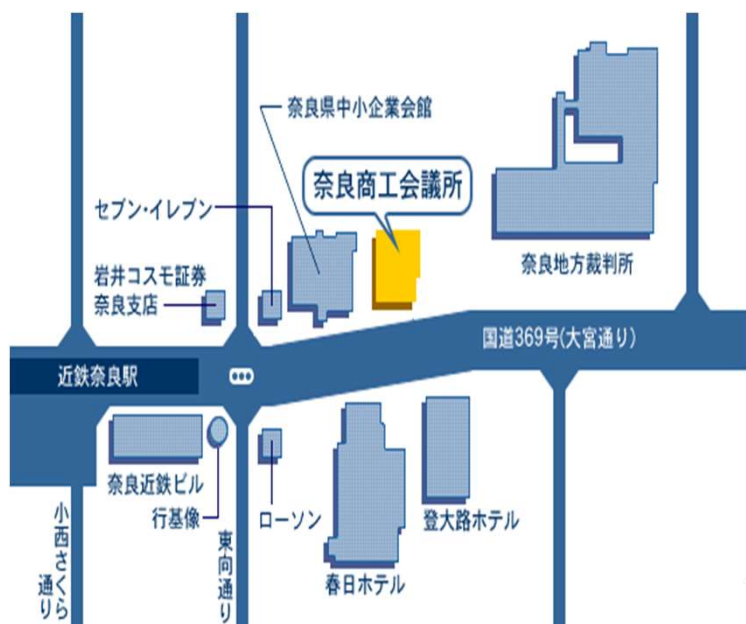 奈良県中小企業会館
奈良商工会議所
セブン・イレブン
奈良地方裁判所
岩井コスモ証券
奈良支店
国道369号(大宮通り)
近鉄奈良駅
奈良近鉄ビル
行基像
ローソン
登大路ホテル
春日ホテル
小西さくら
通り
東向通り